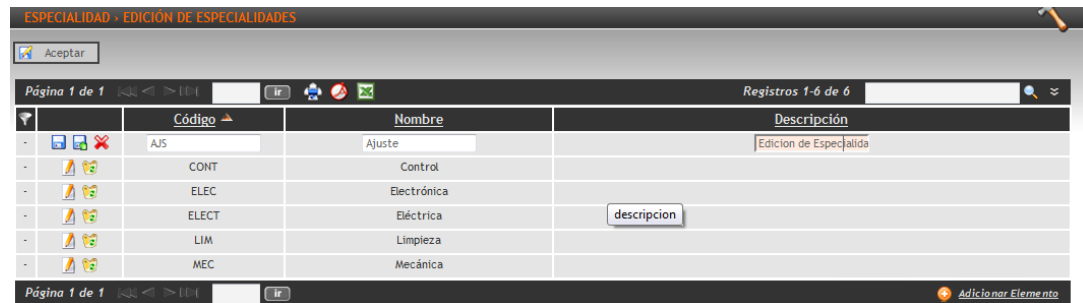 ESPECIALIDAD › EDICIÓN DE ESPECIALIDADES
Aceptar
Página 1 de 1 ir Registros 1-6 de 6
Código Nombre Descripción
- AJS Ajuste Edicion de Especialida
- CONT Control
- ELEC Electrónica
- ELECT Eléctrica
descripcion
- LIM Limpieza
- MEC Mecánica
Página 1 de 1 ir Adicionar Elemento